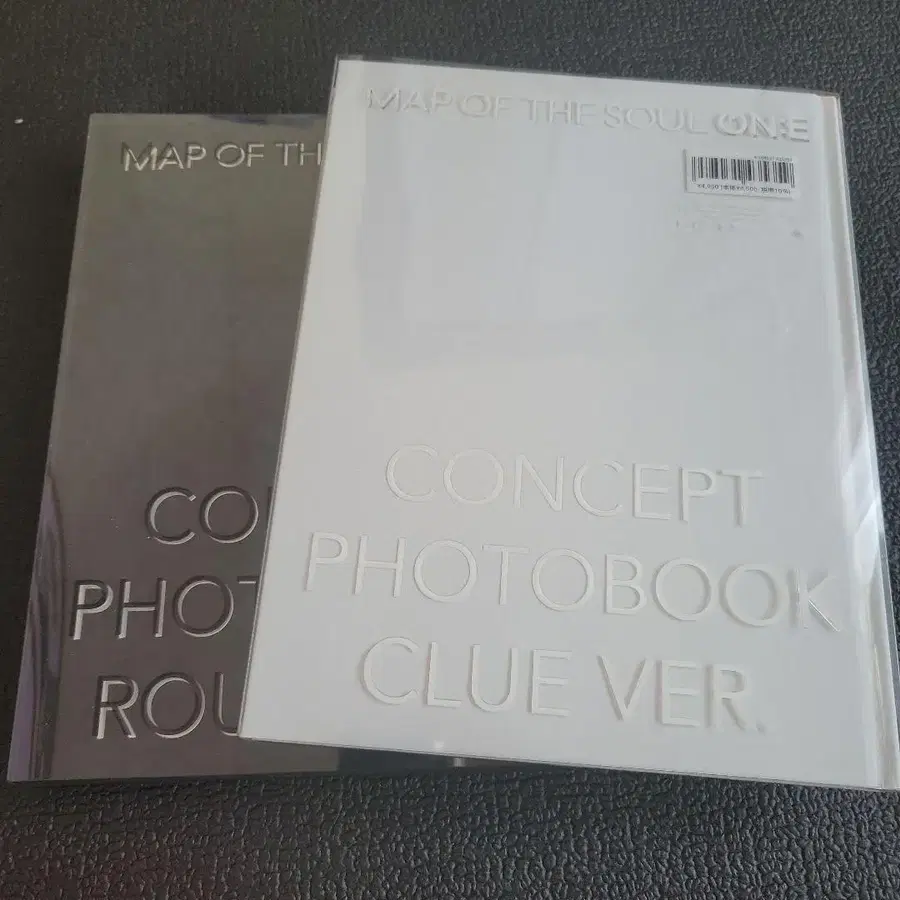 MAP OF TH
CO
PHOT
ROU
MAP OF THE SOUL ON:E
CONCEPT
PHOTOBOOK
CLUE VER.